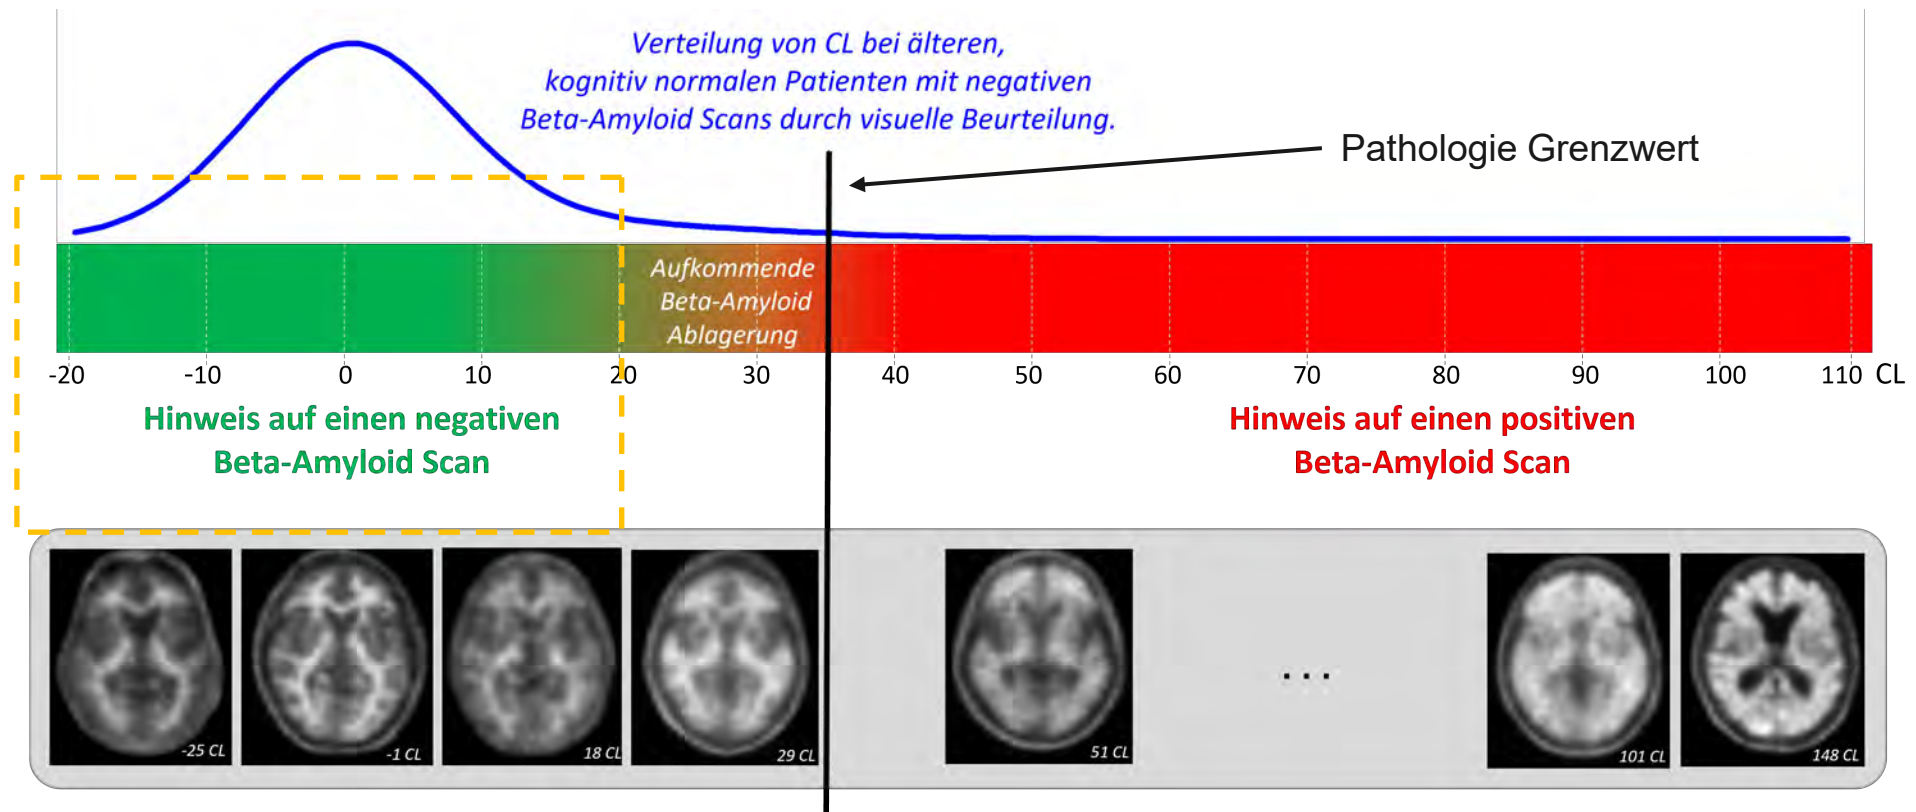 Verteilung von CL bei älteren,
kognitiv normalen Patienten mit negativen
Beta-Amyloid Scans durch visuelle Beurteilung.
Pathologie Grenzwert
Aufkommende
Beta-Amyloid
Ablagerung
-20 -10 0 10 20 30 40 50 60 70 80 90 100 110 CL
Hinweis auf einen negativen
Beta-Amyloid Scan
Hinweis auf einen positiven
Beta-Amyloid Scan
...
-25 CL -1 CL 18 CL 29 CL 51 CL 101 CL 148 CL